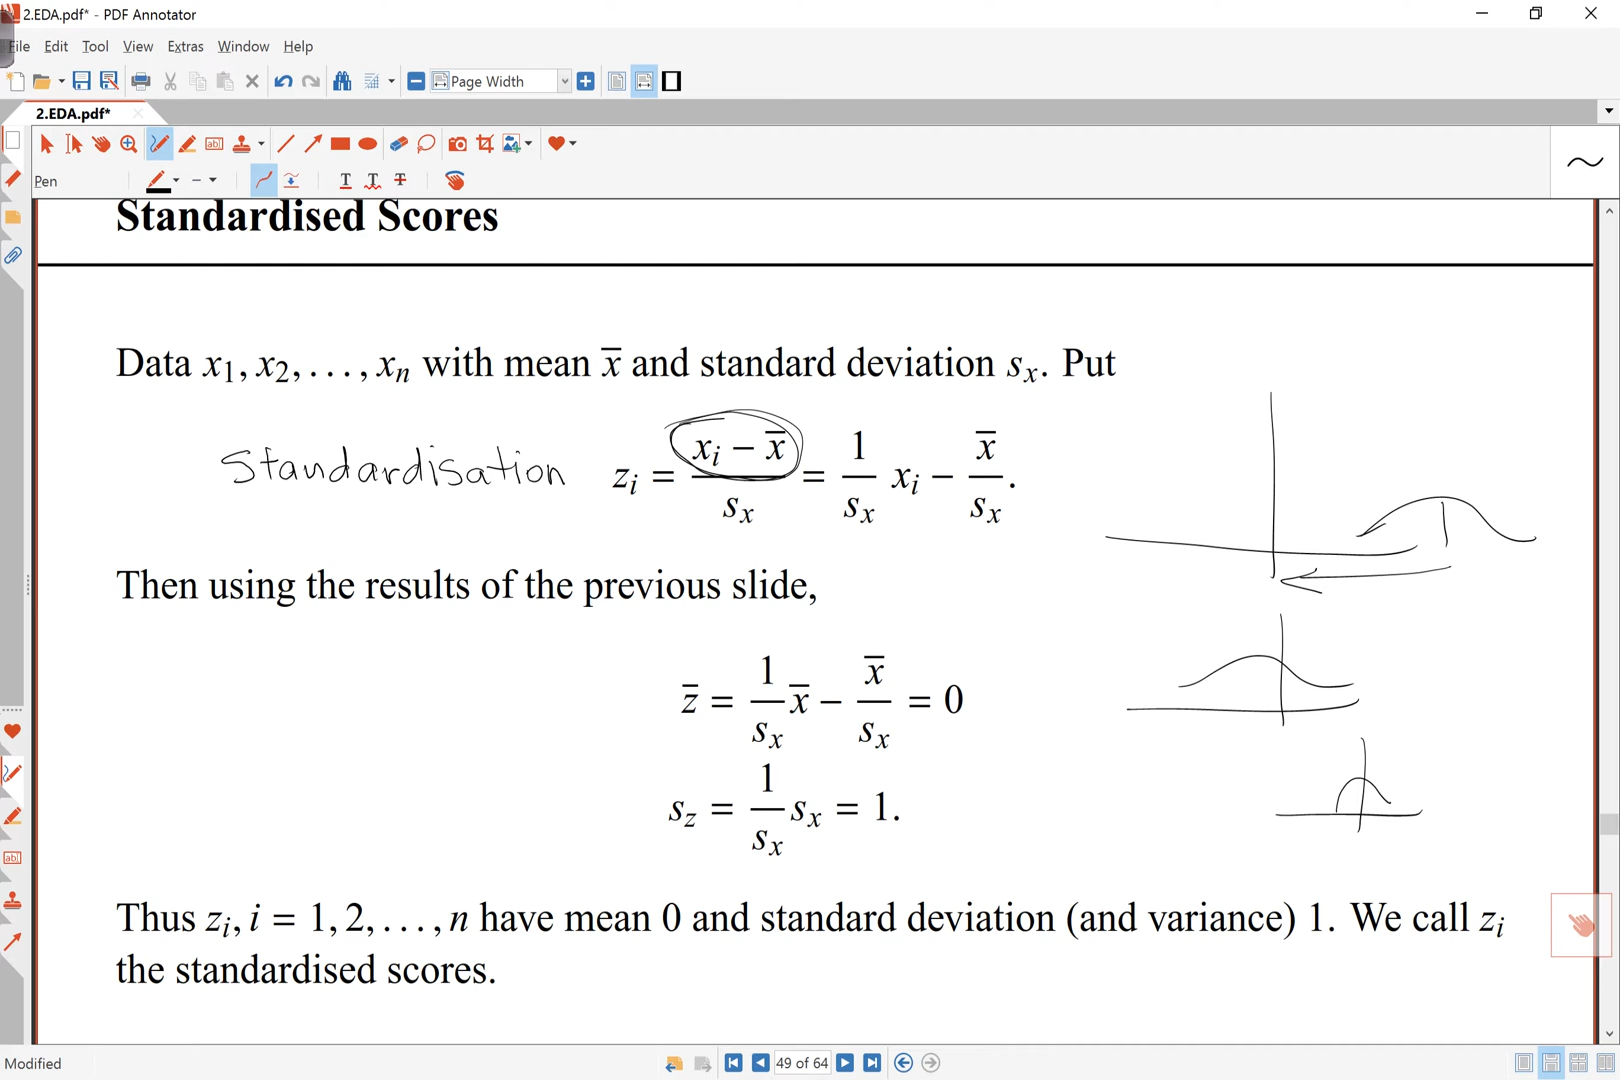 2.EDA.pdf* - PDF Annotator
File Edit Tool View Extras Window Help
Page Width
2.EDA.pdf*
Pen
Standardised Scores
Data x₁, x₂, . . . , xₙ with mean x̅ and standard deviation sₓ. Put
Standardisation zᵢ = (xᵢ − x̅)/sₓ = 1/sₓ xᵢ − x̅/sₓ.
Then using the results of the previous slide,
z̅ = 1/sₓ x̅ − x̅/sₓ = 0
s_z = 1/sₓ sₓ = 1.
Thus zᵢ, i = 1, 2, . . . , n have mean 0 and standard deviation (and variance) 1. We call zᵢ
the standardised scores.
Modified
49 of 64